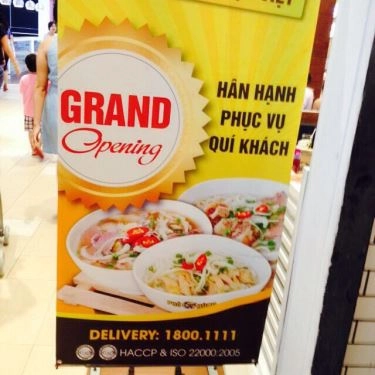 GRAND
Opening
HÂN HẠNH
PHỤC VỤ
QUÍ KHÁCH
DELIVERY: 1800.1111
HACCP & ISO 22000:2005